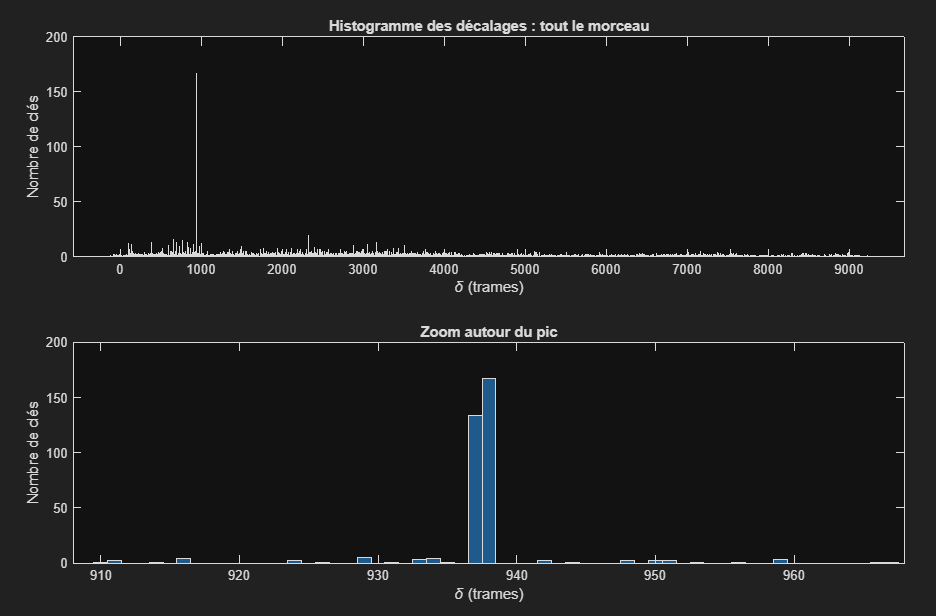 Histogramme des décalages : tout le morceau
200
150
100
50
0
Nombre de clés
0 1000 2000 3000 4000 5000 6000 7000 8000 9000
δ (trames)
Zoom autour du pic
200
150
100
50
0
Nombre de clés
910 920 930 940 950 960
δ (trames)